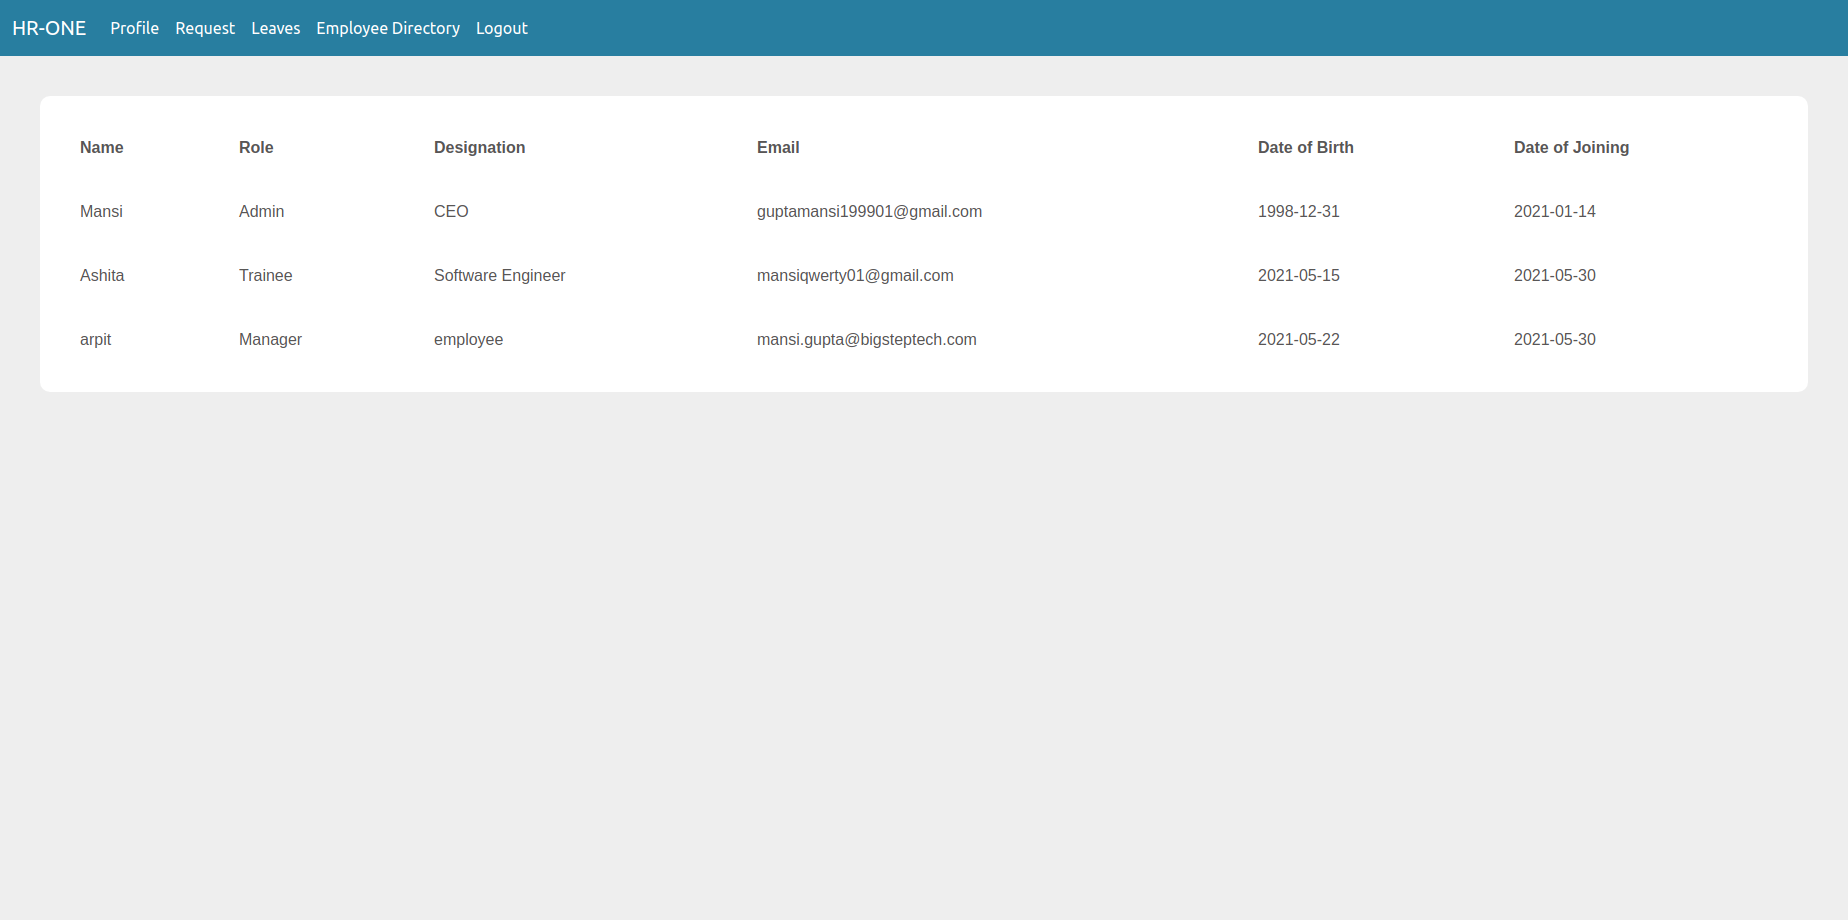 HR-ONE Profile Request Leaves Employee Directory Logout
Name Role Designation Email Date of Birth Date of Joining
Mansi Admin CEO guptamansi199901@gmail.com 1998-12-31 2021-01-14
Ashita Trainee Software Engineer mansiqwerty01@gmail.com 2021-05-15 2021-05-30
arpit Manager employee mansi.gupta@bigsteptech.com 2021-05-22 2021-05-30